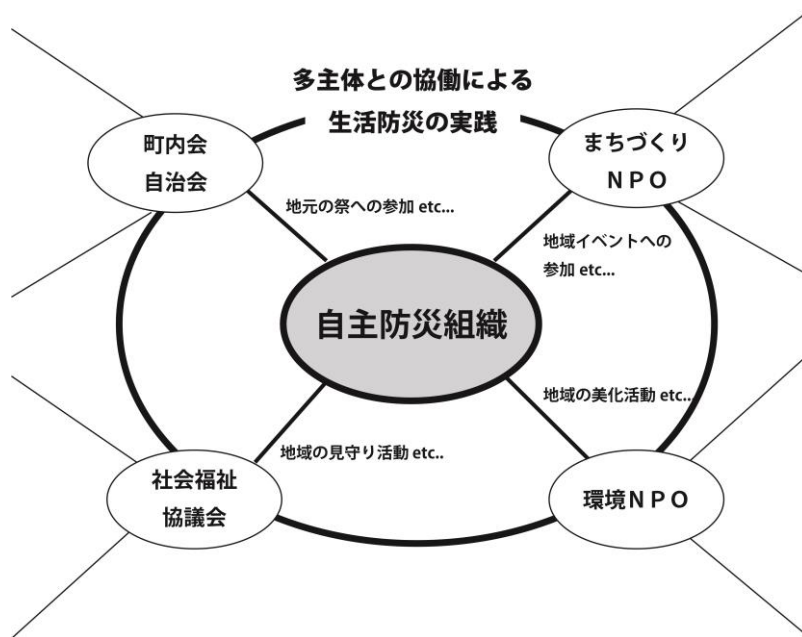 多主体との協働による
生活防災の実践
町内会
自治会
まちづくり
ＮＰＯ
地元の祭への参加 etc...
地域イベントへの
参加 etc...
自主防災組織
地域の美化活動 etc...
地域の見守り活動 etc..
社会福祉
協議会
環境ＮＰＯ